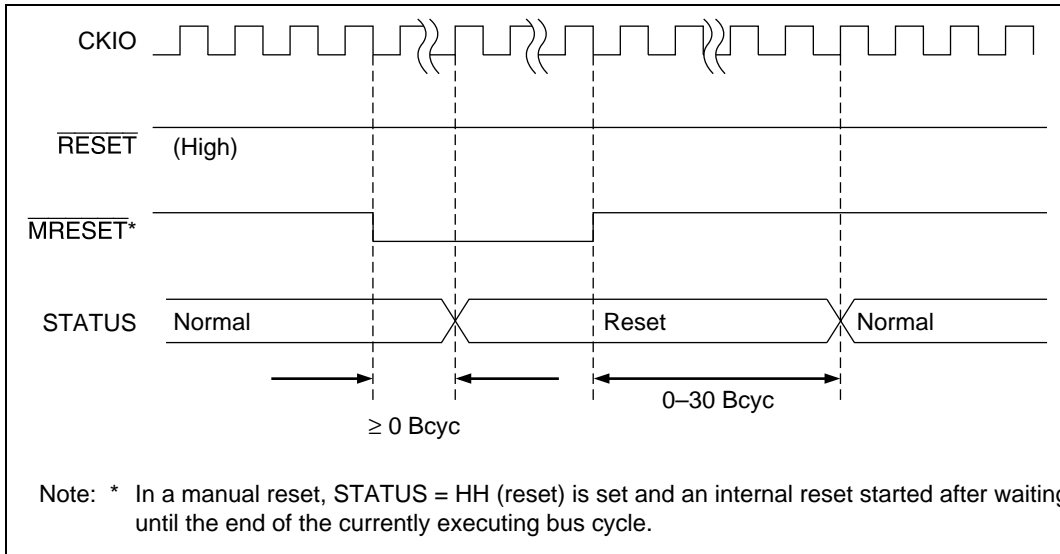 CKIO
RESET (High)
MRESET*
STATUS Normal Reset Normal
0–30 Bcyc
≥ 0 Bcyc
Note: * In a manual reset, STATUS = HH (reset) is set and an internal reset started after waiting
until the end of the currently executing bus cycle.